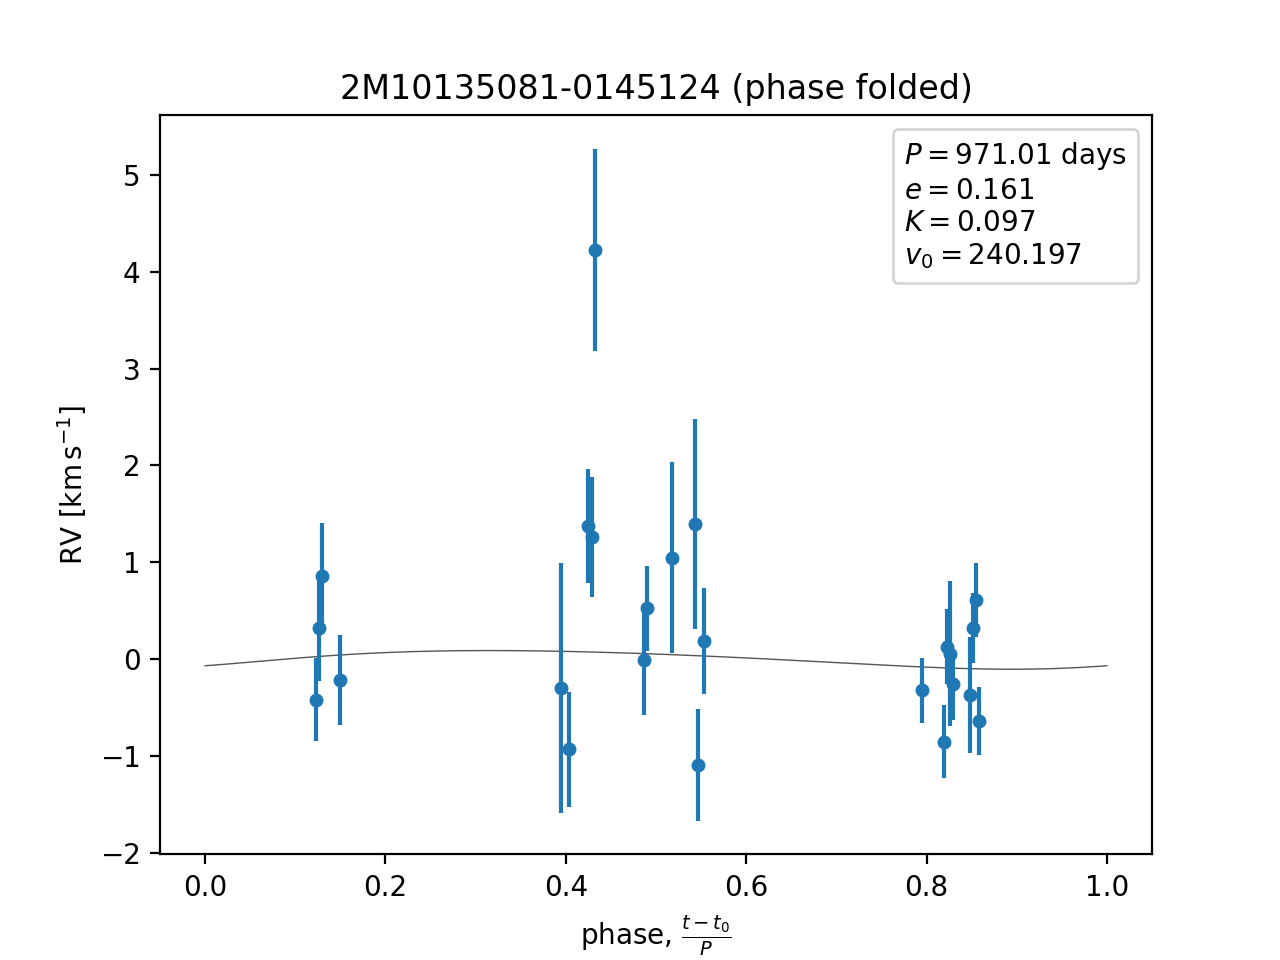 2M10135081-0145124 (phase folded)
P = 971.01 days
e = 0.161
K = 0.097
v₀ = 240.197
5
4
3
2
1
0
−1
−2
RV [km s⁻¹]
0.0 0.2 0.4 0.6 0.8 1.0
phase, (t − t₀)/P